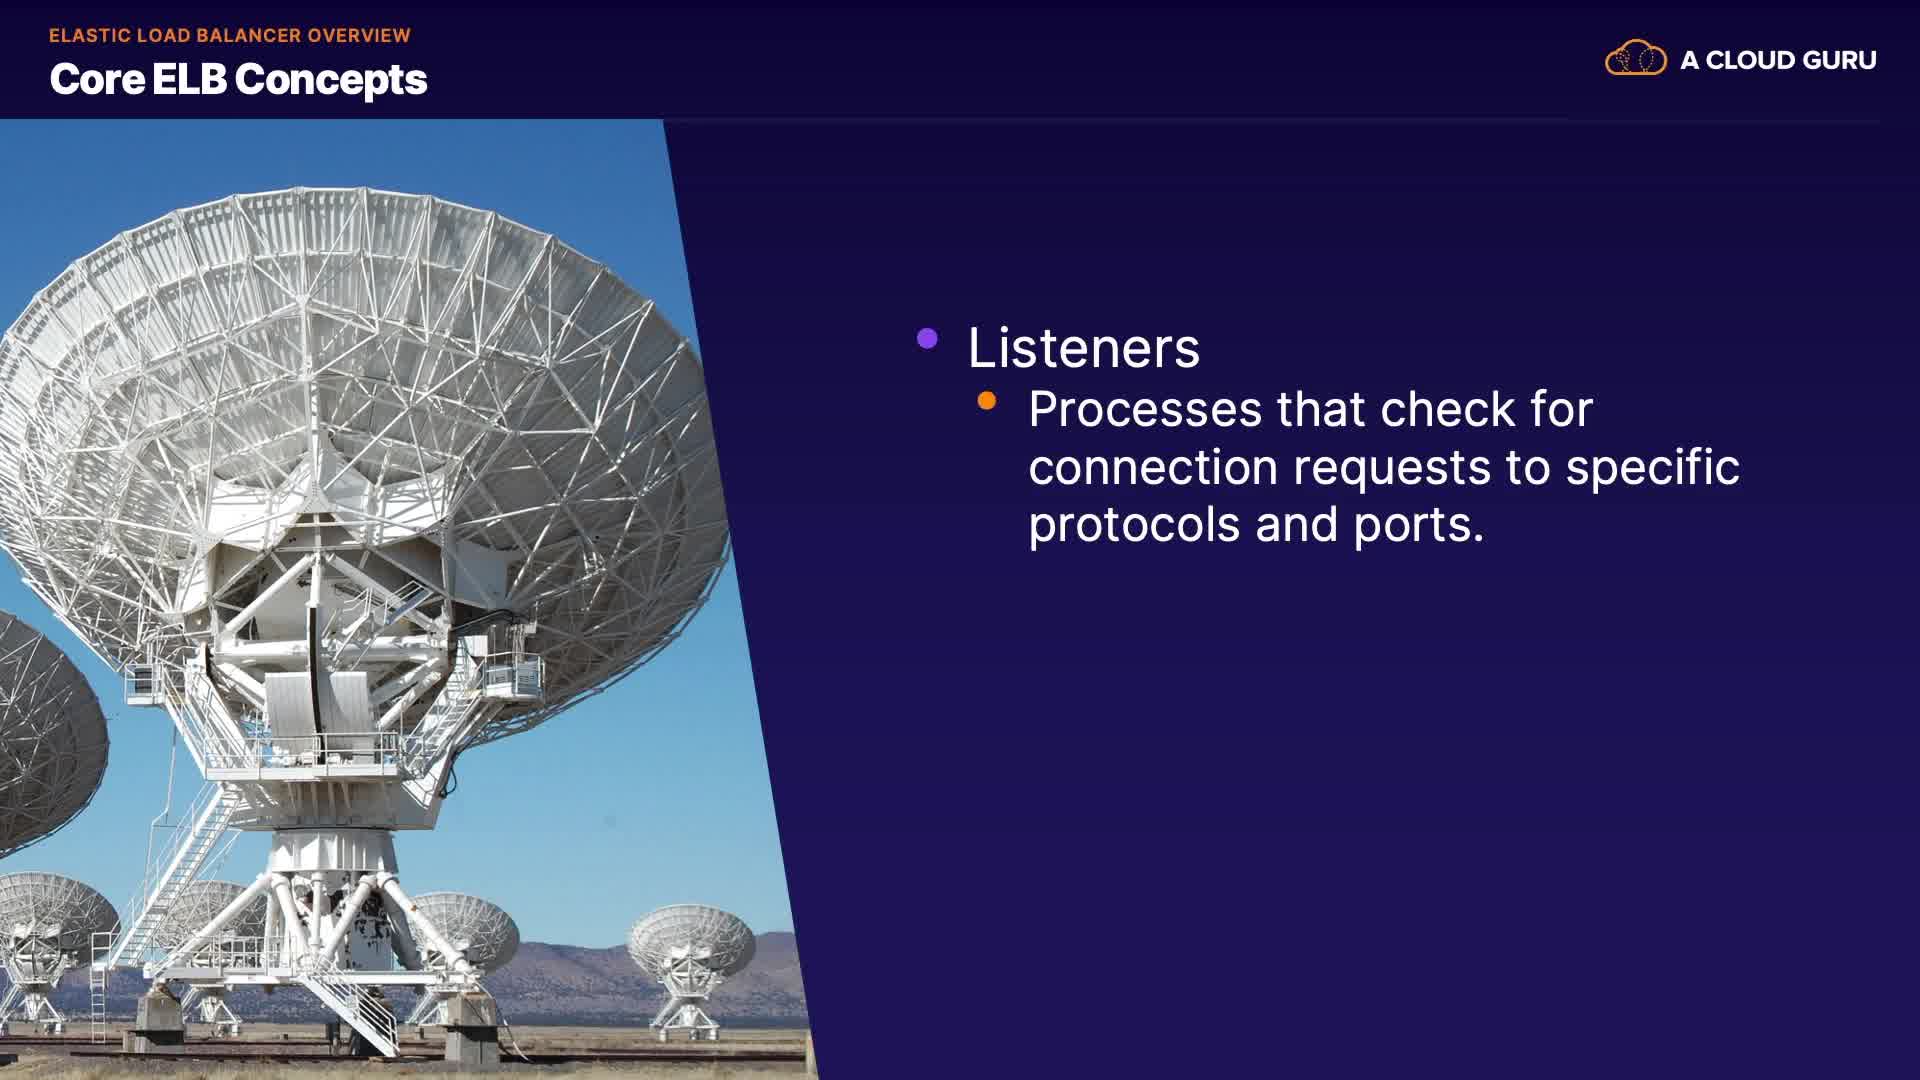 ELASTIC LOAD BALANCER OVERVIEW
Core ELB Concepts
A CLOUD GURU
Listeners
Processes that check for
connection requests to specific
protocols and ports.